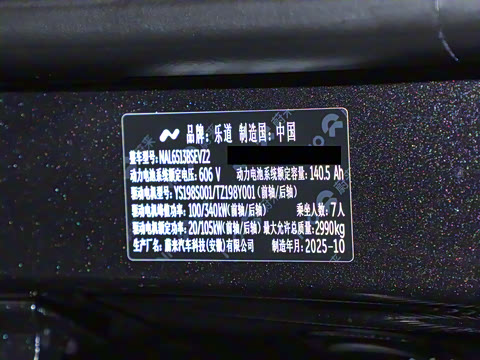 品牌：乐道 制造国：中国
整车型号：NAL6513BSEVZ2
动力电池系统额定电压：606 V 动力电池系统额定容量：140.5 Ah
驱动电机型号：YS198S001/TZ198Y001(前轴/后轴)
驱动电机峰值功率：100/340kW(前轴/后轴) 乘坐人数：7人
驱动电机额定功率：20/105kW(前轴/后轴) 最大允许总质量：2990kg
生产厂名：蔚来汽车科技(安徽)有限公司 制造年月：2025-10